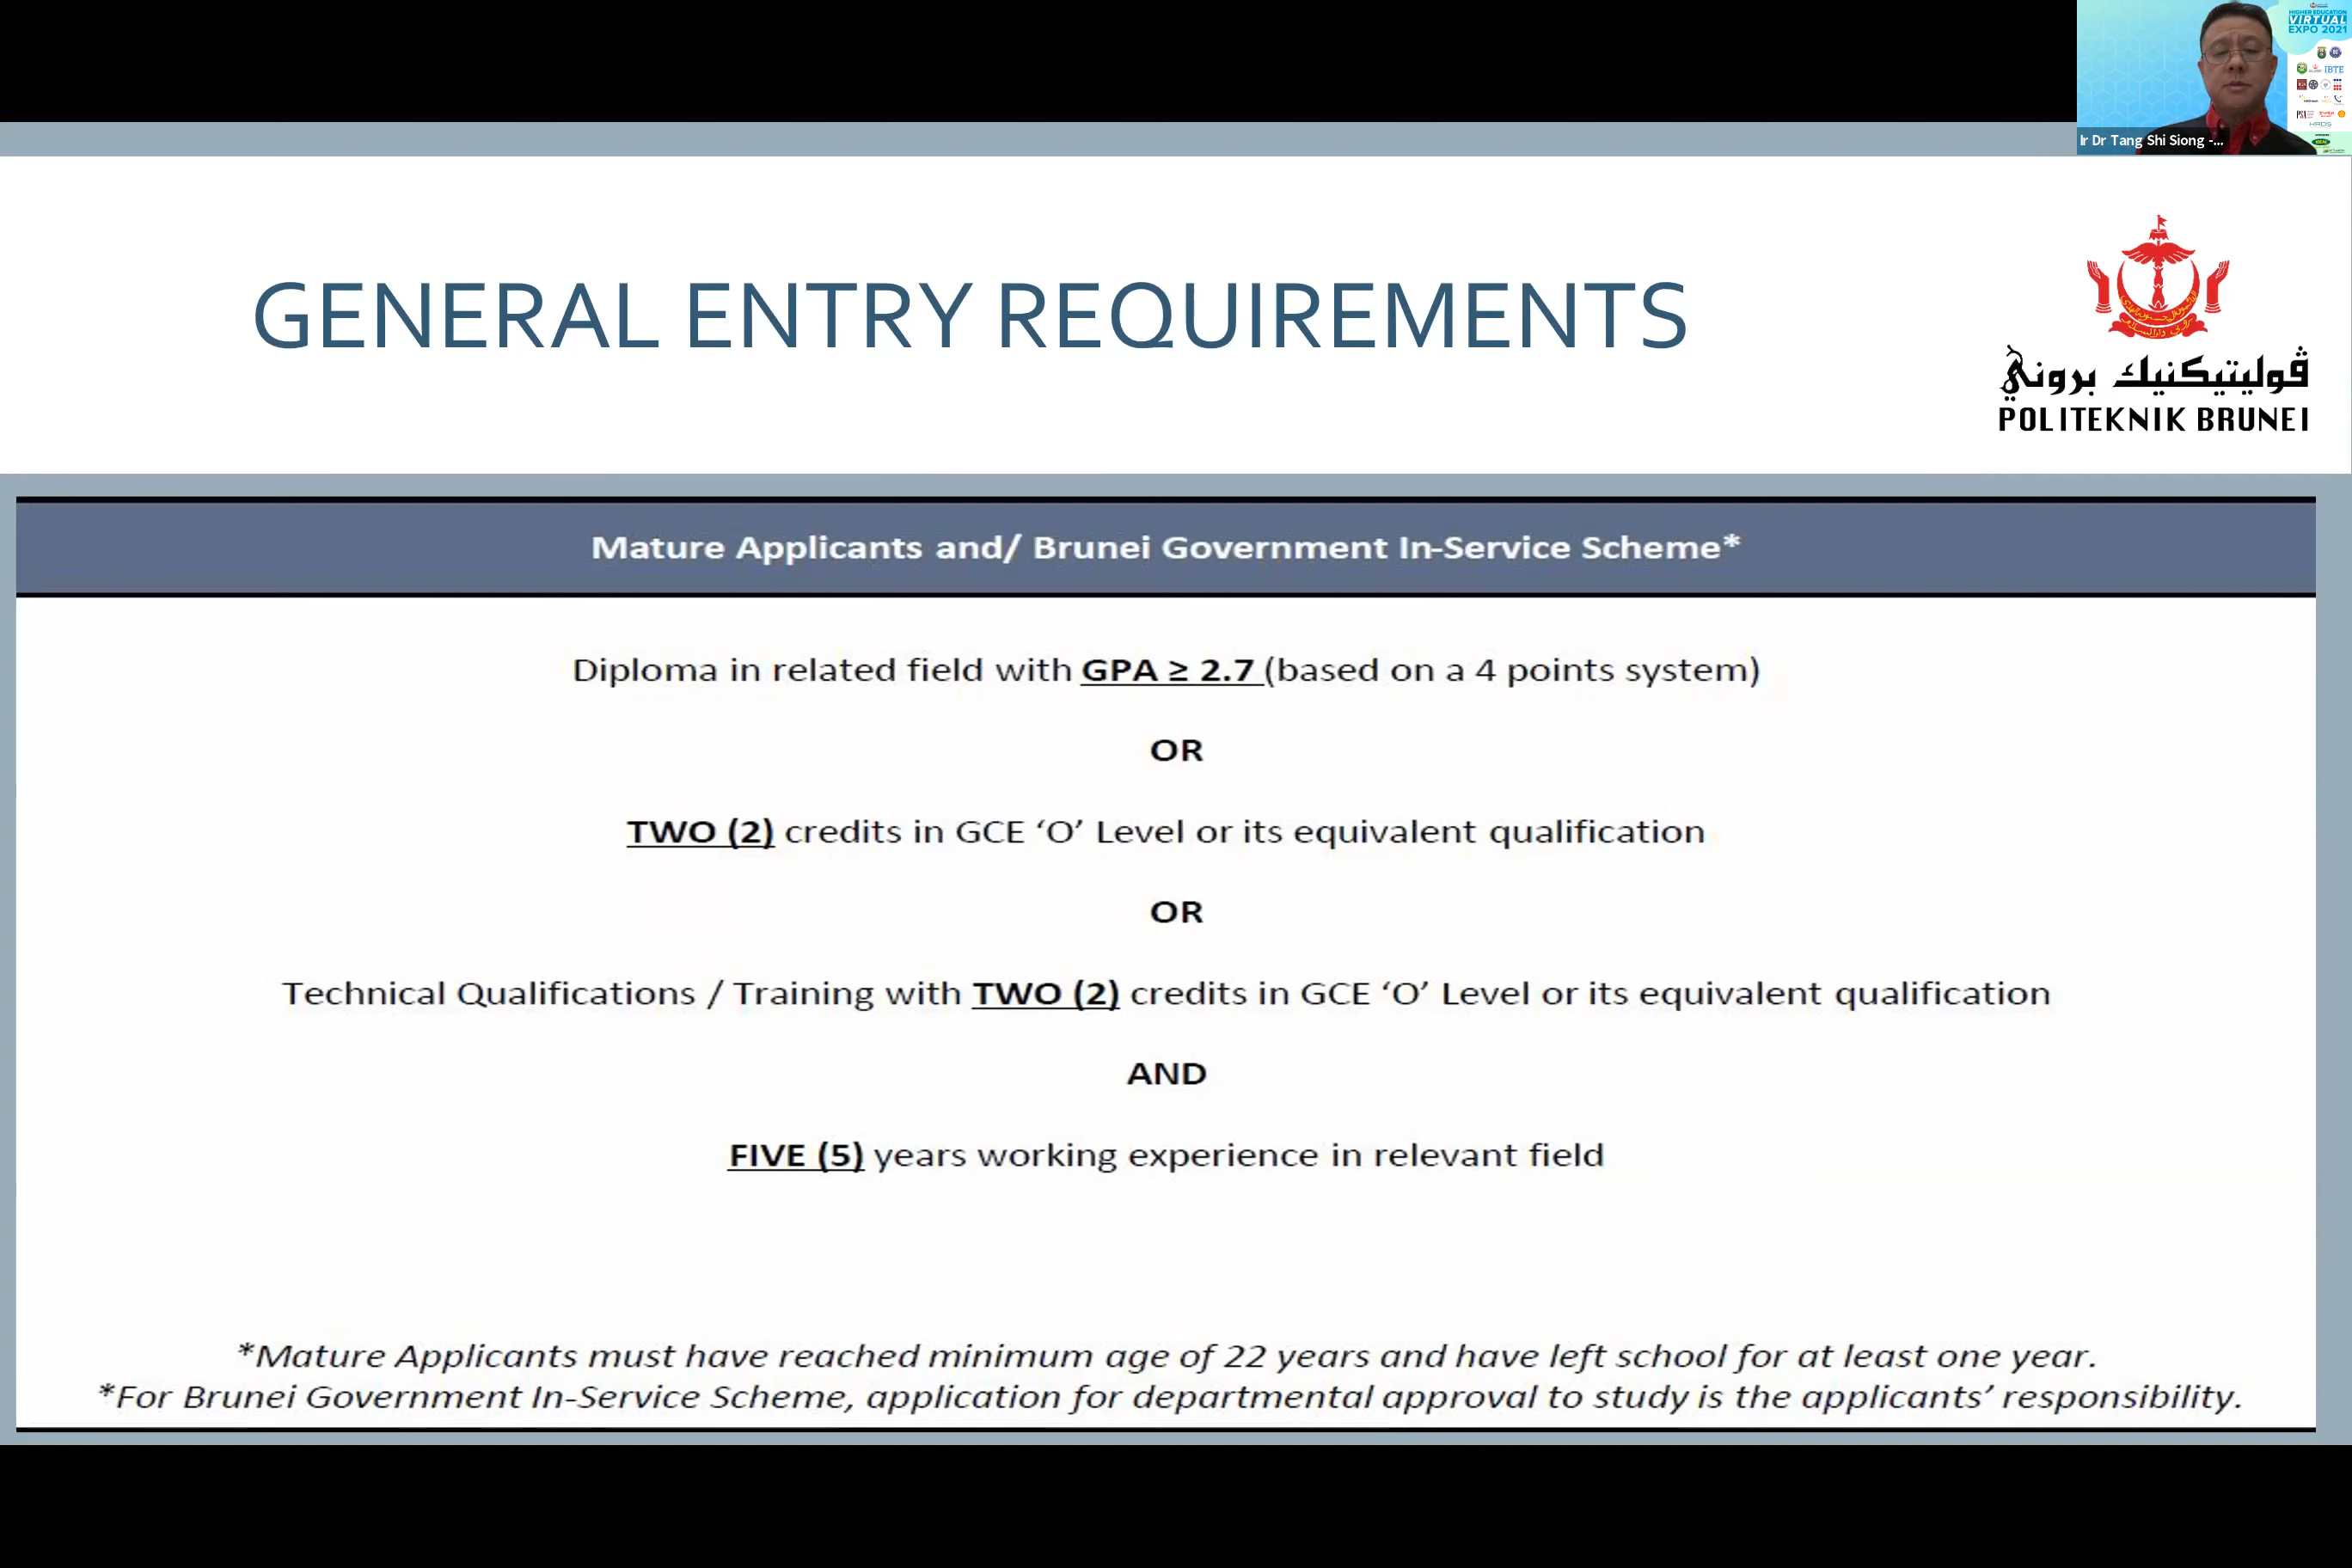 HIGHER EDUCATION
VIRTUAL
EXPO 2021
IBTE
HRDS
Ir Dr Tang Shi Siong -...
GENERAL ENTRY REQUIREMENTS
ڤوليتيكنيك بروني
POLITEKNIK BRUNEI
Mature Applicants and/ Brunei Government In-Service Scheme*
Diploma in related field with GPA ≥ 2.7 (based on a 4 points system)
OR
TWO (2) credits in GCE ‘O’ Level or its equivalent qualification
OR
Technical Qualifications / Training with TWO (2) credits in GCE ‘O’ Level or its equivalent qualification
AND
FIVE (5) years working experience in relevant field
*Mature Applicants must have reached minimum age of 22 years and have left school for at least one year.
*For Brunei Government In-Service Scheme, application for departmental approval to study is the applicants’ responsibility.